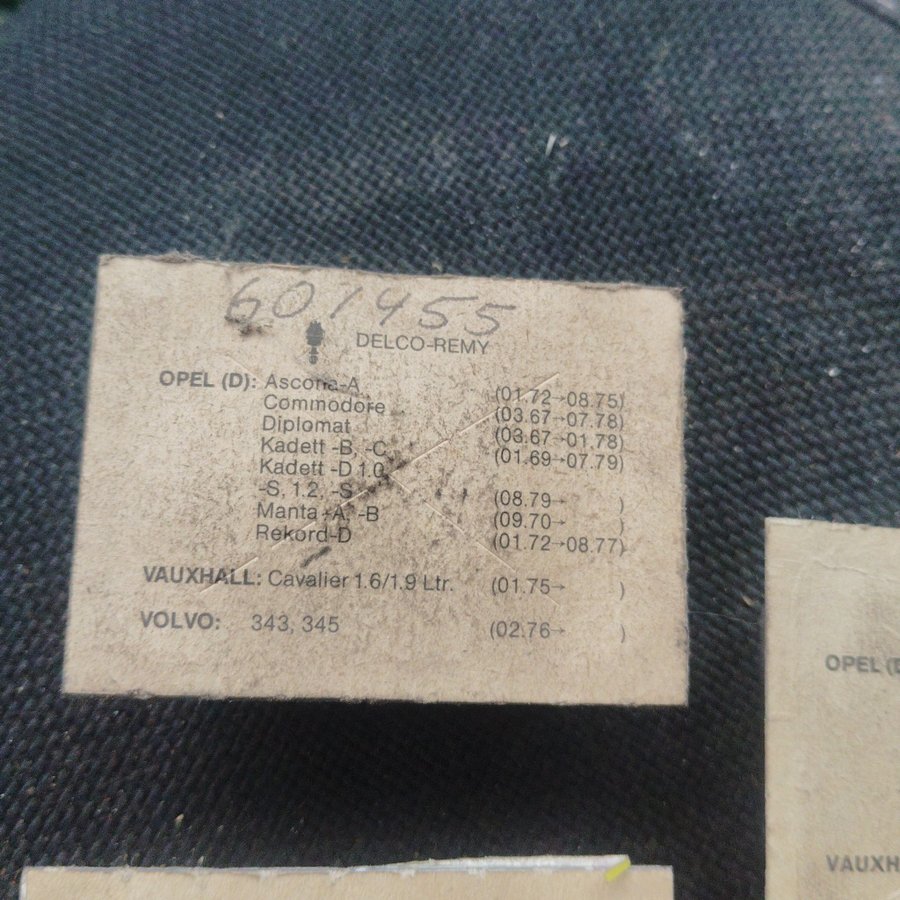 601455
DELCO-REMY
OPEL (D): Ascona-A (01.72→08.75)
Commodore (03.67→07.78)
Diplomat (03.67→01.78)
Kadett -B, -C (01.69→07.79)
Kadett -D 1.0,
-S, 1.2, -S (08.79→ )
Manta -A, -B (09.70→ )
Rekord-D (01.72→08.77)
VAUXHALL: Cavalier 1.6/1.9 Ltr. (01.75→ )
VOLVO: 343, 345 (02.76→ )
OPEL (D
VAUXH